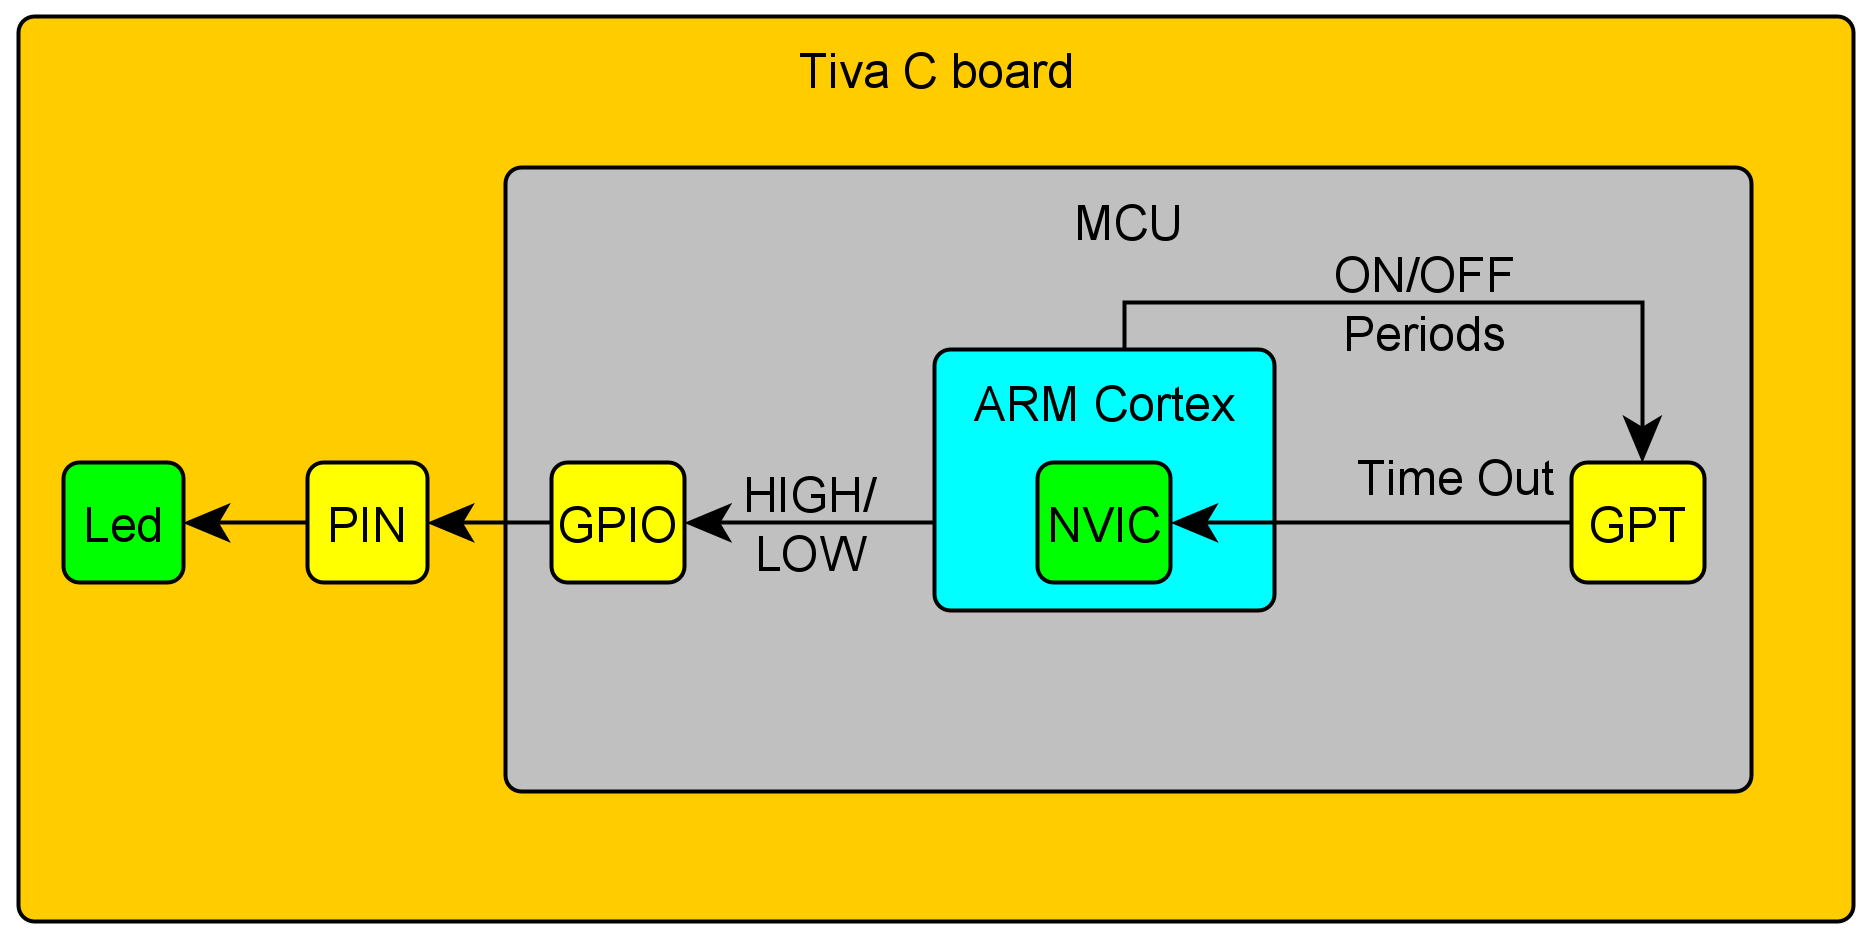 Tiva C board
MCU
ON/OFF
Periods
ARM Cortex
Time Out
HIGH/
LOW
Led
PIN
GPIO
NVIC
GPT